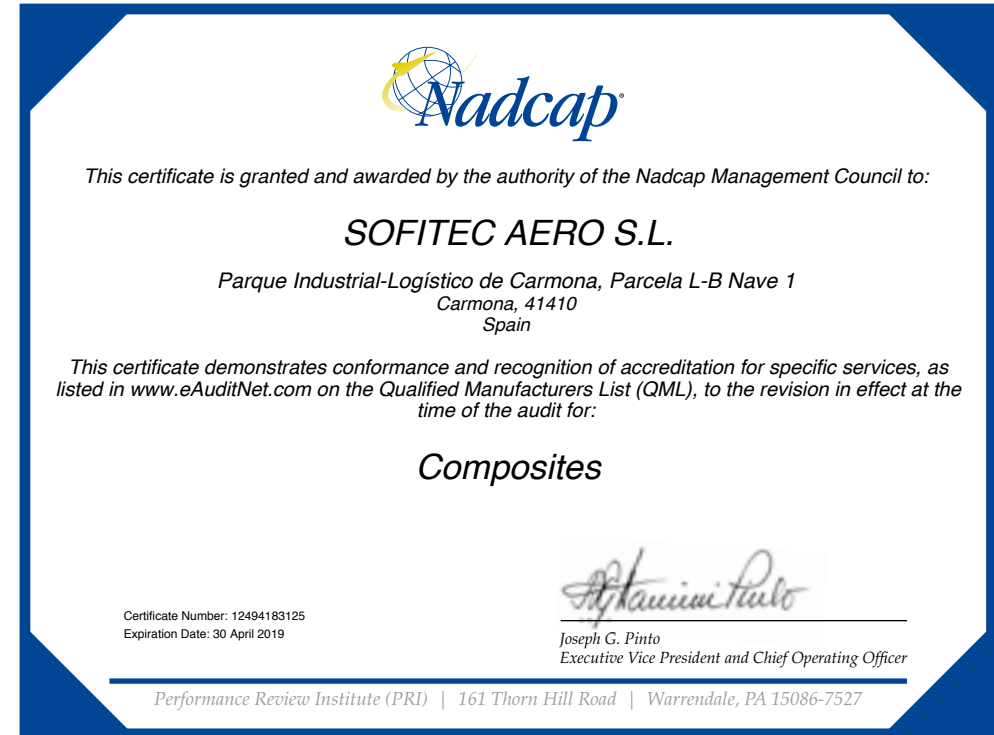 Nadcap®
This certificate is granted and awarded by the authority of the Nadcap Management Council to:
SOFITEC AERO S.L.
Parque Industrial-Logístico de Carmona, Parcela L-B Nave 1
Carmona, 41410
Spain
This certificate demonstrates conformance and recognition of accreditation for specific services, as
listed in www.eAuditNet.com on the Qualified Manufacturers List (QML), to the revision in effect at the
time of the audit for:
Composites
Certificate Number: 12494183125
Expiration Date: 30 April 2019
Joseph G. Pinto
Executive Vice President and Chief Operating Officer
Performance Review Institute (PRI) | 161 Thorn Hill Road | Warrendale, PA 15086-7527